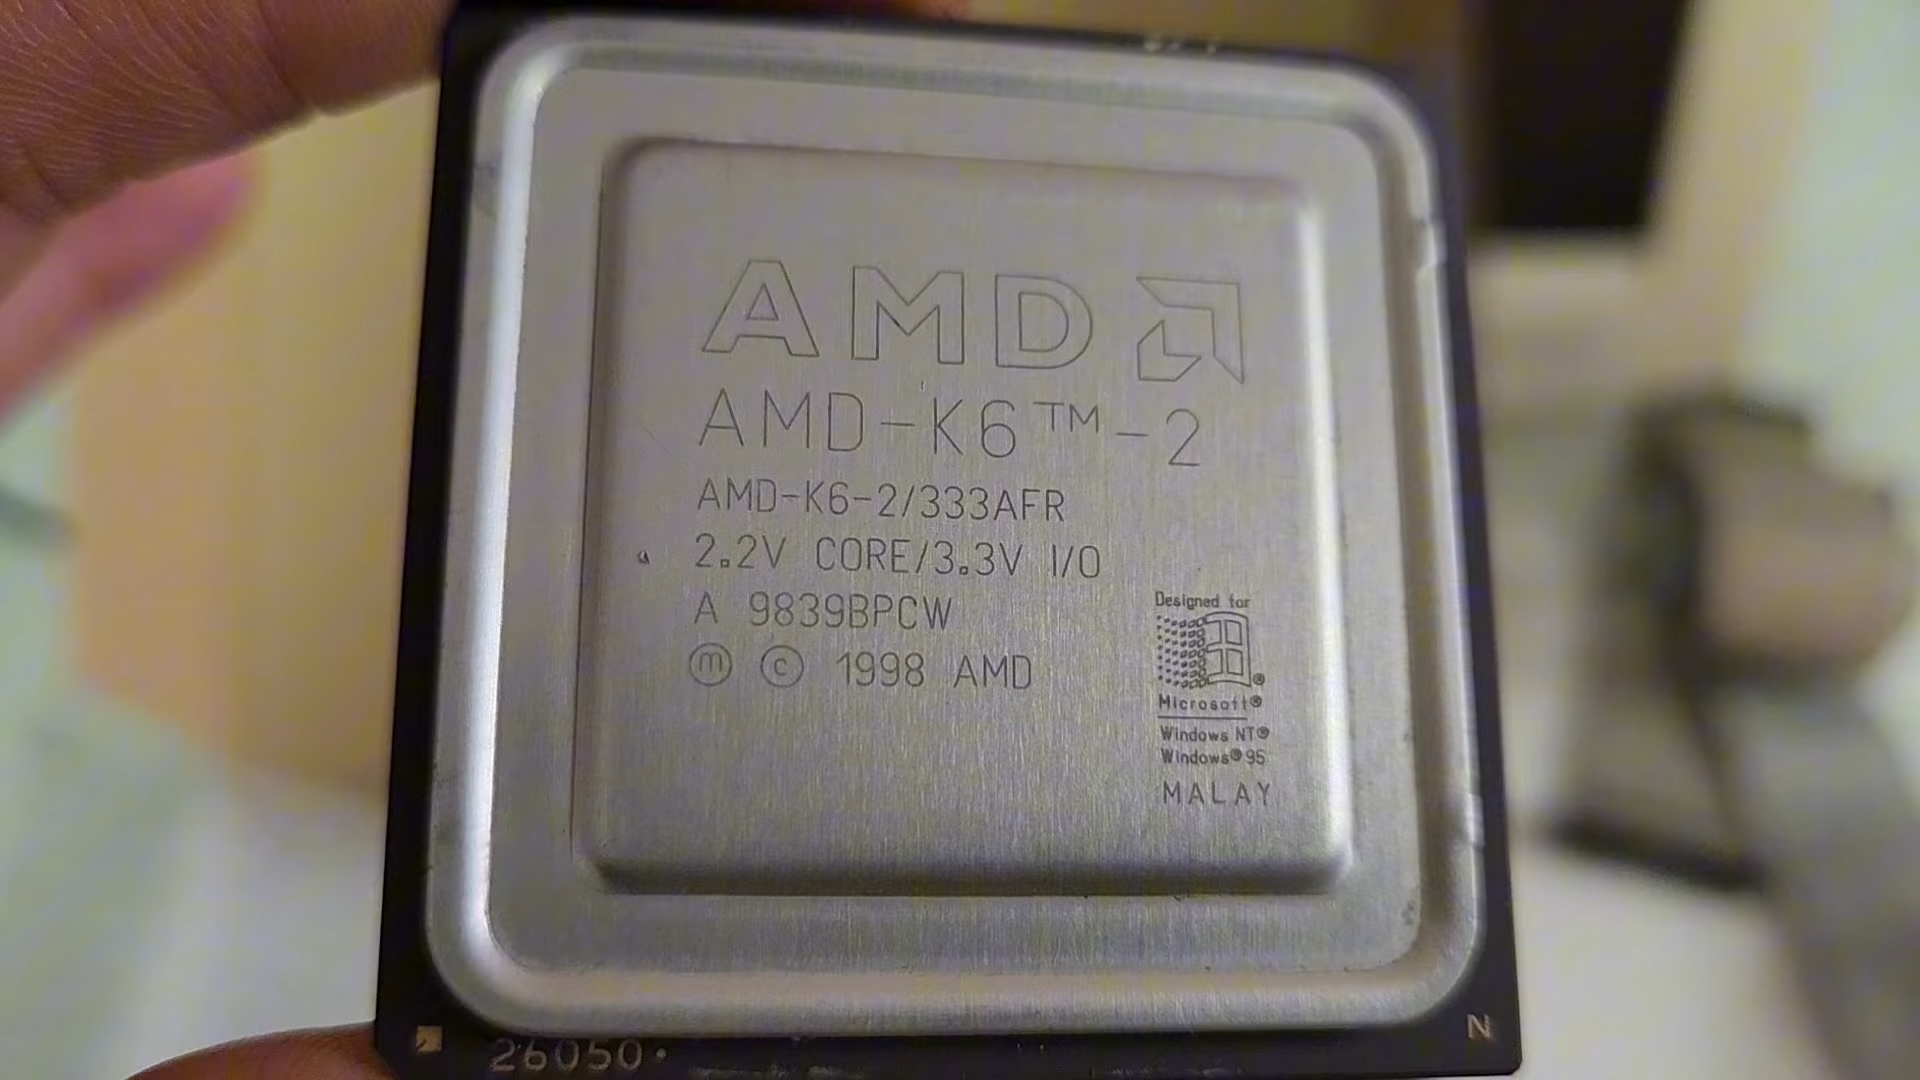 AMD
AMD-K6™-2
AMD-K6-2/333AFR
2.2V CORE/3.3V I/O
A 9839BPCW
ⓜ © 1998 AMD
Designed for
Microsoft®
Windows NT®
Windows® 95
MALAY
26050
N